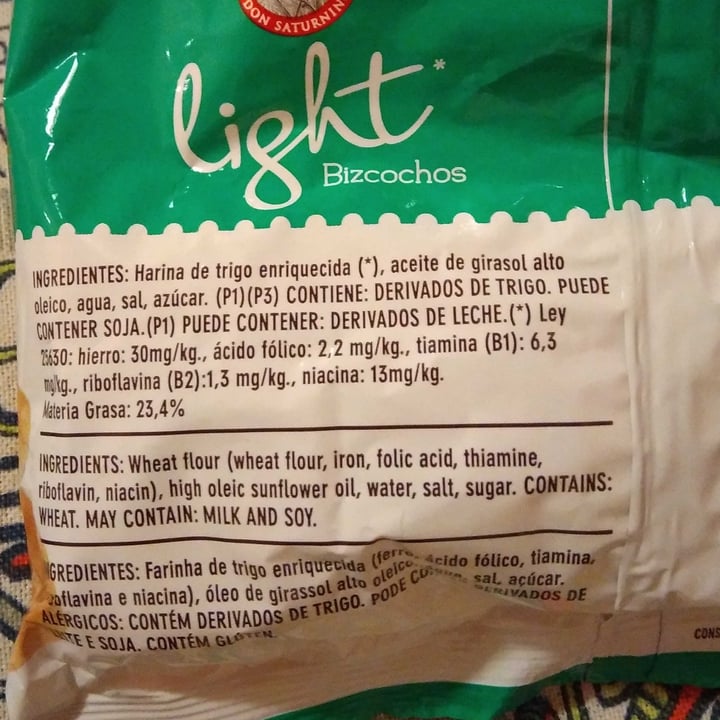 DON SATURNIN
light*
Bizcochos
INGREDIENTES: Harina de trigo enriquecida (*), aceite de girasol alto
oleico, agua, sal, azúcar. (P1)(P3) CONTIENE: DERIVADOS DE TRIGO. PUEDE
CONTENER SOJA.(P1) PUEDE CONTENER: DERIVADOS DE LECHE.(*) Ley
25630: hierro: 30mg/kg., ácido fólico: 2,2 mg/kg., tiamina (B1): 6,3
mg/kg., riboflavina (B2):1,3 mg/kg., niacina: 13mg/kg.
Materia Grasa: 23,4%
INGREDIENTS: Wheat flour (wheat flour, iron, folic acid, thiamine,
riboflavin, niacin), high oleic sunflower oil, water, salt, sugar. CONTAINS:
WHEAT. MAY CONTAIN: MILK AND SOY.
INGREDIENTES: Farinha de trigo enriquecida (ferro, ácido fólico, tiamina,
riboflavina e niacina), óleo de girassol alto oleico, sal, açúcar.
ALÉRGICOS: CONTÉM DERIVADOS DE TRIGO. PODE DERIVADOS DE
E SOJA. CONTÉM GLÚTEN.
CONS